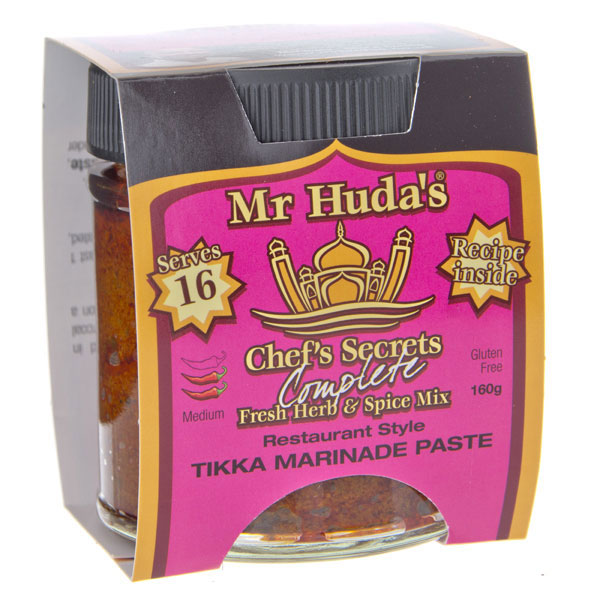 Mr Huda's®
Serves
16
Recipe
inside
Chef's Secrets
Complete
Fresh Herb & Spice Mix
Medium
Gluten
Free
160g
Restaurant Style
TIKKA MARINADE PASTE